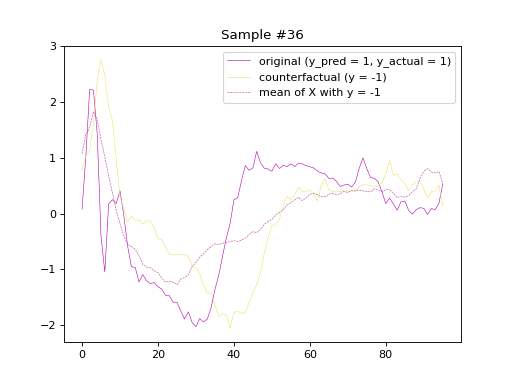 Sample #36
original (y_pred = 1, y_actual = 1)
counterfactual (y = -1)
mean of X with y = -1
3
2
1
0
−1
−2
0
20
40
60
80